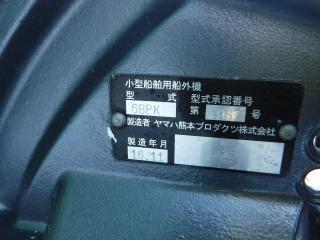 小型船舶用船外機
型 式 6BPK 型式承認番号
第 号
製造者 ヤマハ熊本プロダクツ株式会社
製造年月
16.11